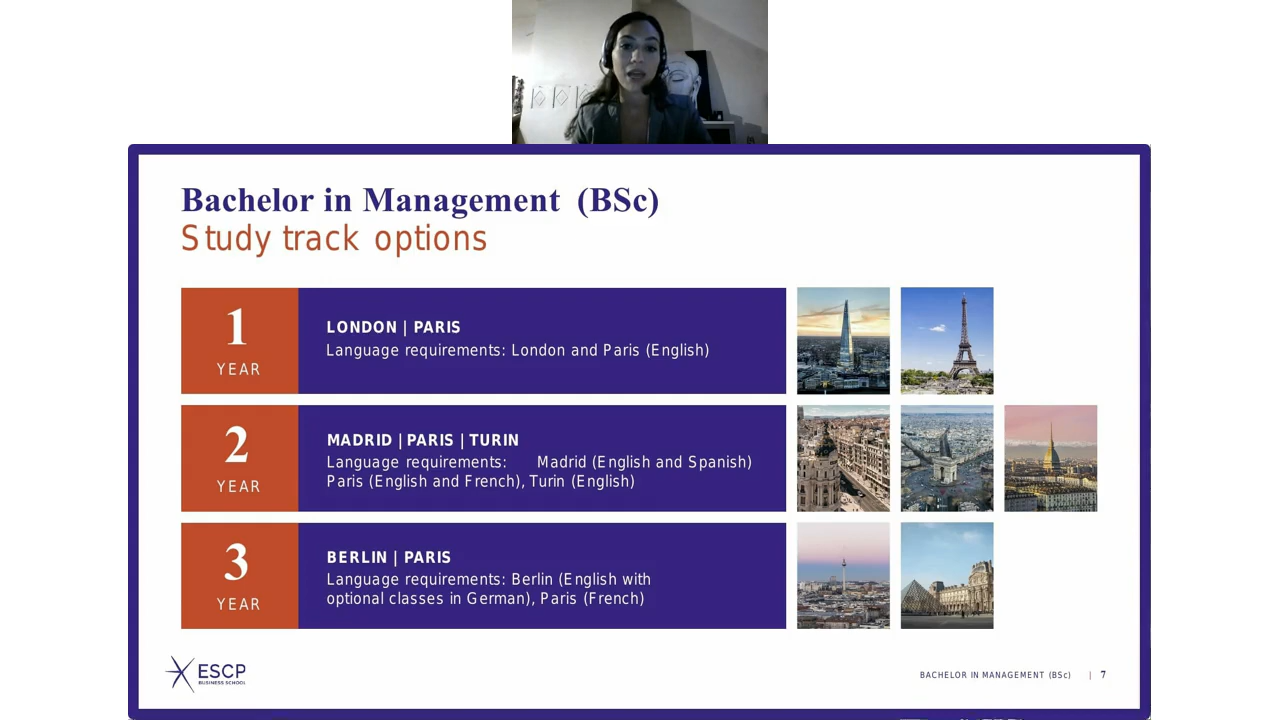 Bachelor in Management (BSc)
Study track options
1
YEAR
LONDON | PARIS
Language requirements: London and Paris (English)
2
YEAR
MADRID | PARIS | TURIN
Language requirements: Madrid (English and Spanish)
Paris (English and French), Turin (English)
3
YEAR
BERLIN | PARIS
Language requirements: Berlin (English with
optional classes in German), Paris (French)
ESCP
BUSINESS SCHOOL
BACHELOR IN MANAGEMENT (BSc) | 7